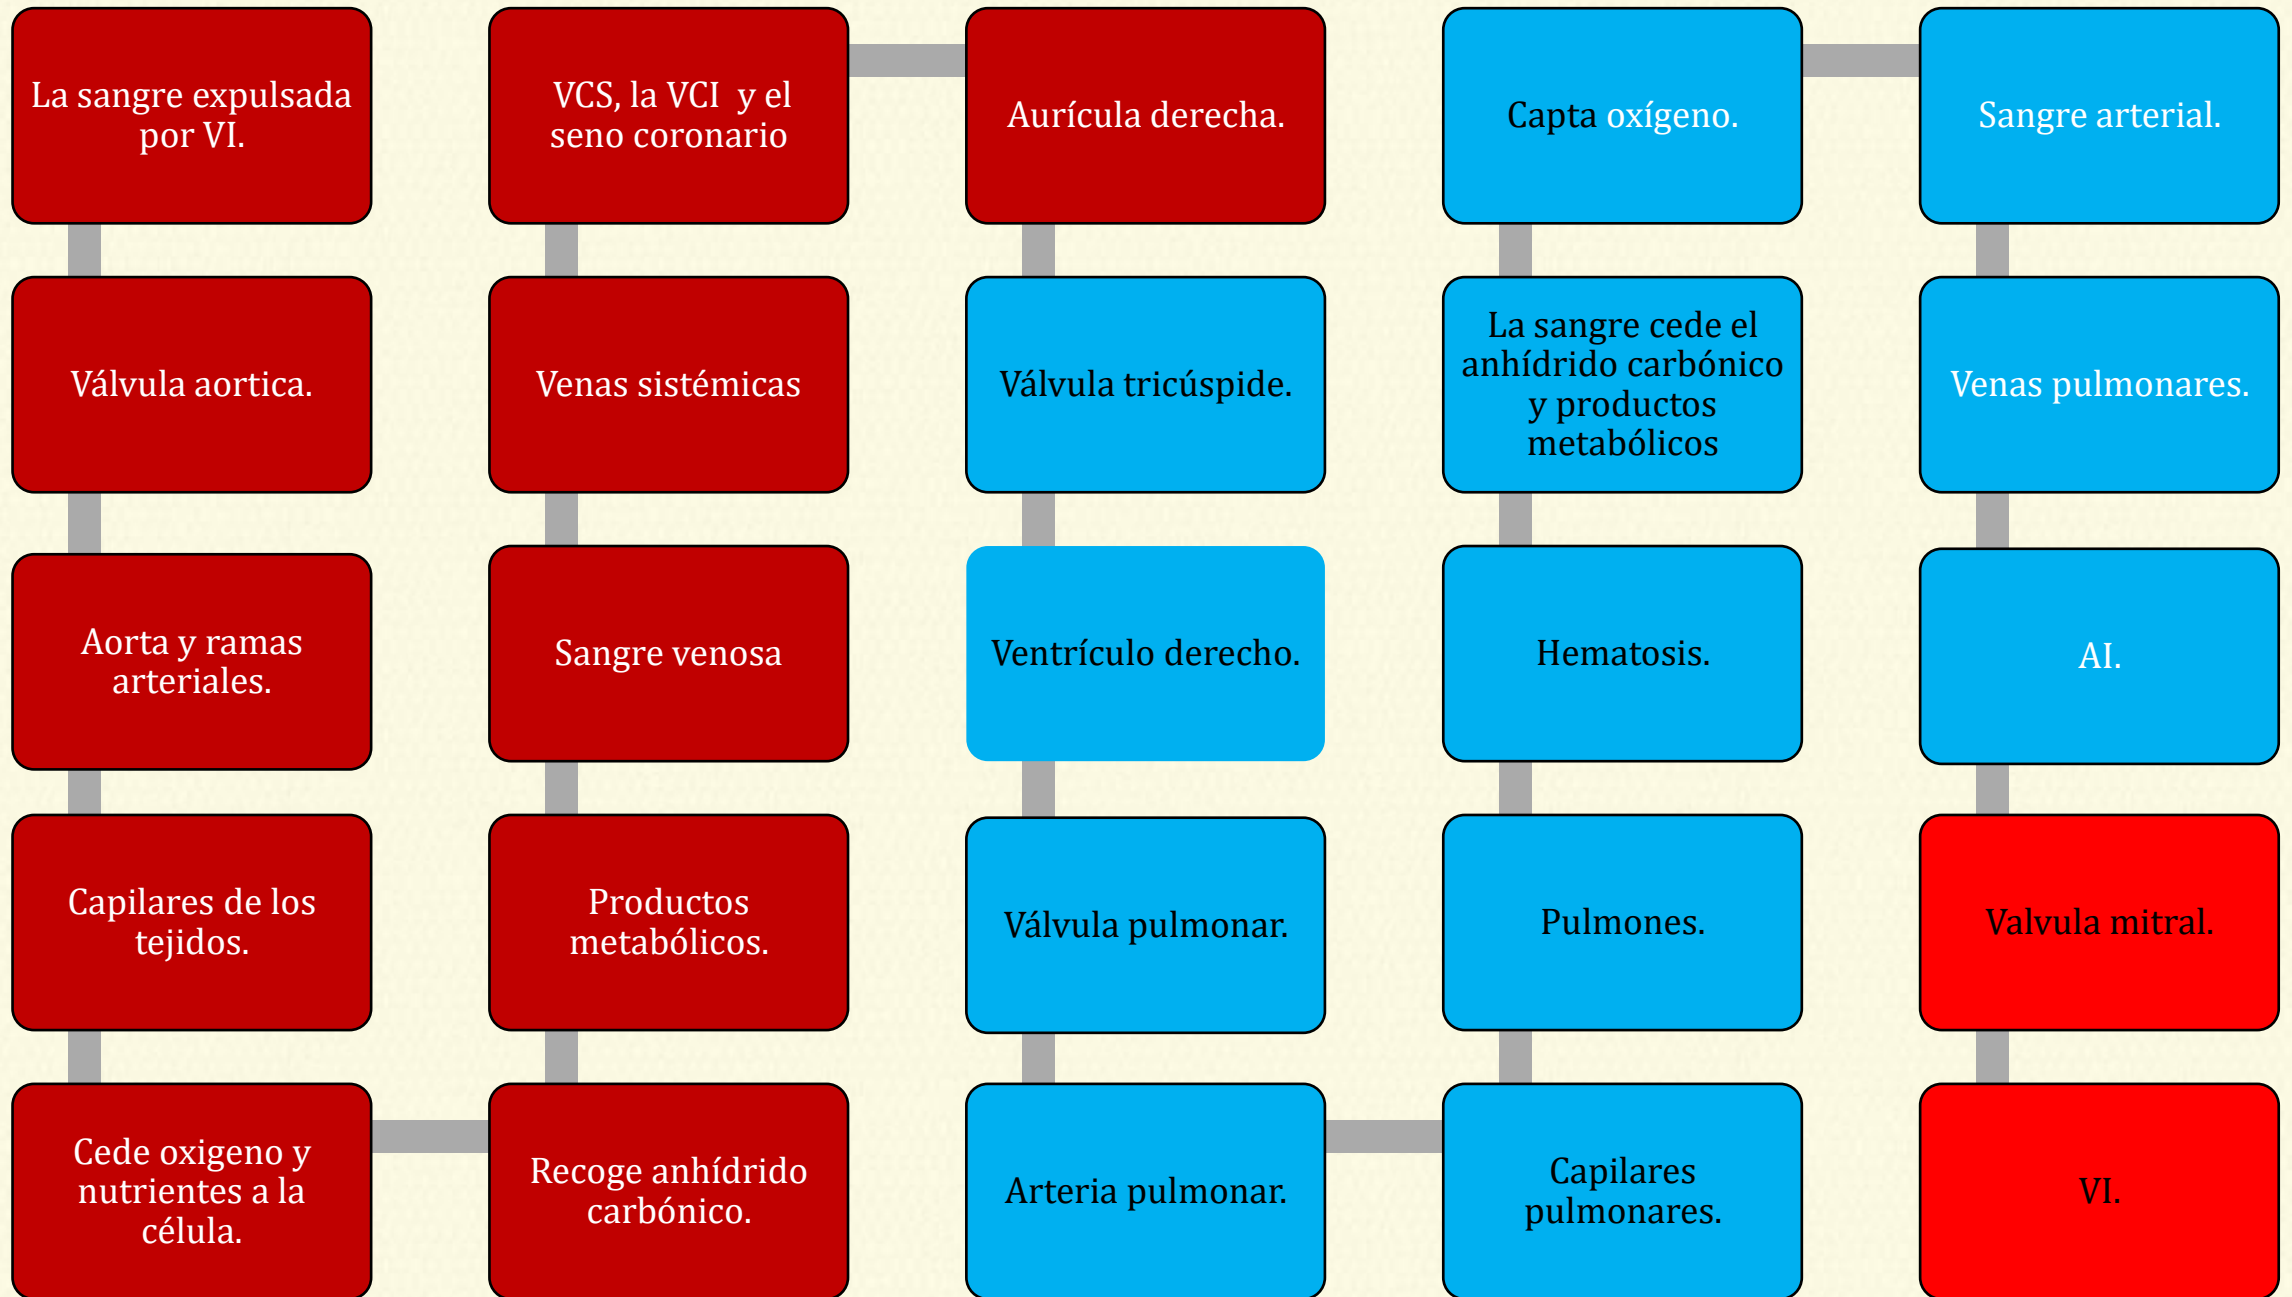 La sangre expulsada
por VI.
Válvula aortica.
Aorta y ramas
arteriales.
Capilares de los
tejidos.
Cede oxigeno y
nutrientes a la
célula.
Recoge anhídrido
carbónico.
Productos
metabólicos.
Sangre venosa
Venas sistémicas
VCS, la VCI y el
seno coronario
Aurícula derecha.
Válvula tricúspide.
Ventrículo derecho.
Válvula pulmonar.
Arteria pulmonar.
Capilares
pulmonares.
Pulmones.
Hematosis.
La sangre cede el
anhídrido carbónico
y productos
metabólicos
Capta oxígeno.
Sangre arterial.
Venas pulmonares.
AI.
Valvula mitral.
VI.